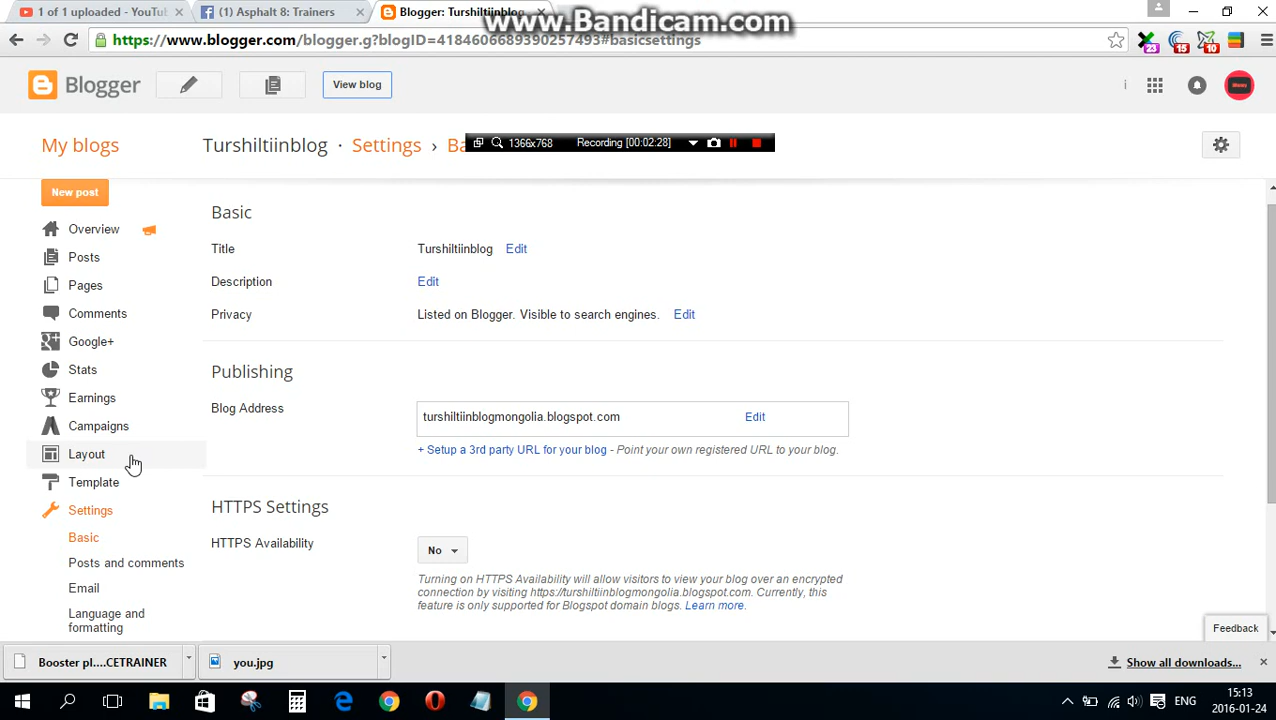 1 of 1 uploaded - YouTu
(1) Asphalt 8: Trainers
Blogger: Turshiltiinblog
www.Bandicam.com
https://www.blogger.com/blogger.g?blogID=4184606689390257493#basicsettings
23
15
10
Blogger
View blog
i
My blogs
Turshiltiinblog · Settings › Ba
1366x768
Recording [00:02:28]
New post
Overview
Posts
Pages
Comments
Google+
Stats
Earnings
Campaigns
Layout
Template
Settings
Basic
Posts and comments
Email
Language and
formatting
Basic
Title
Turshiltiinblog Edit
Description
Edit
Privacy
Listed on Blogger. Visible to search engines. Edit
Publishing
Blog Address
turshiltiinblogmongolia.blogspot.com Edit
+ Setup a 3rd party URL for your blog - Point your own registered URL to your blog.
HTTPS Settings
HTTPS Availability
No
Turning on HTTPS Availability will allow visitors to view your blog over an encrypted
connection by visiting https://turshiltiinblogmongolia.blogspot.com. Currently, this
feature is only supported for Blogspot domain blogs. Learn more.
Feedback
Booster pl....CETRAINER
you.jpg
Show all downloads...
ENG
15:13
2016-01-24